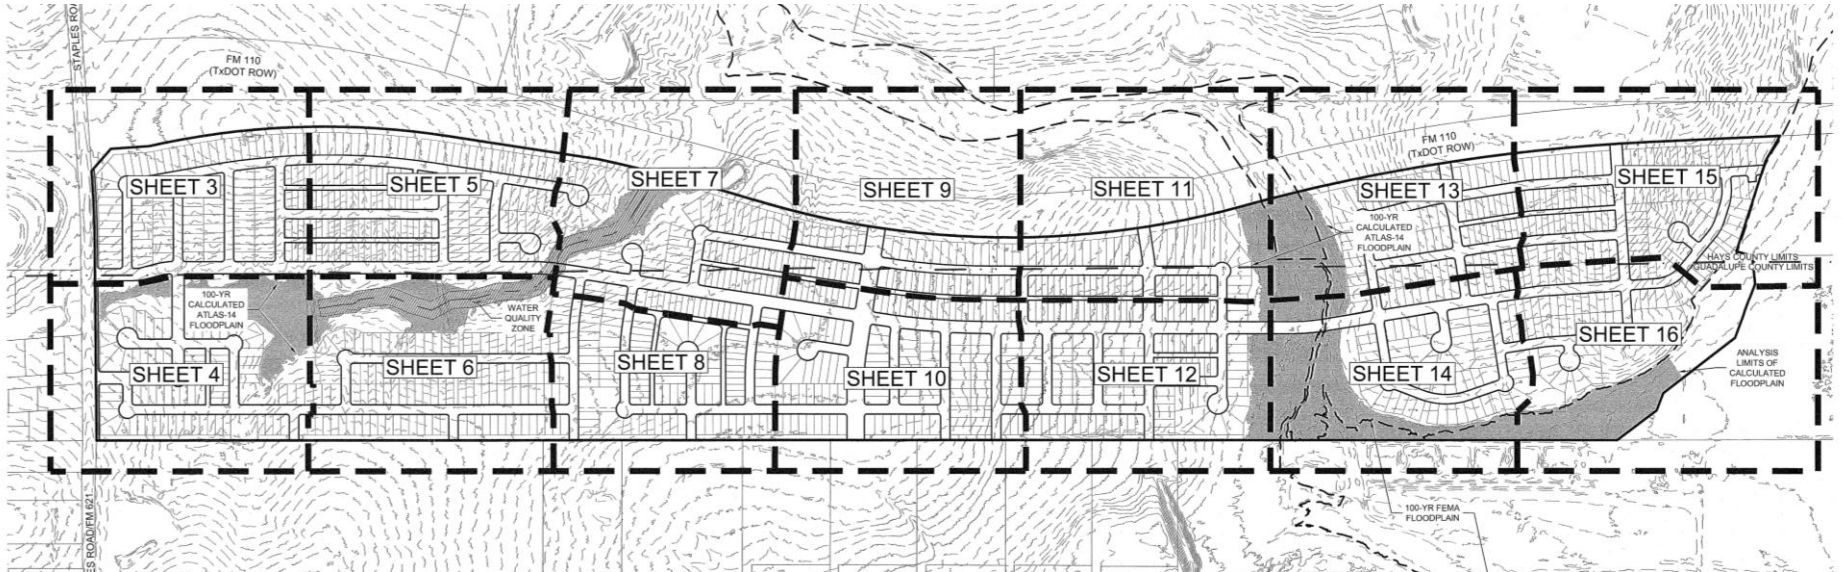 STAPLES ROA
FM 110
(TxDOT ROW)
SHEET 3
SHEET 5
SHEET 7
SHEET 9
SHEET 11
FM 110
(TxDOT ROW)
SHEET 13
SHEET 15
100-YR
CALCULATED
ATLAS-14
FLOODPLAIN
HAYS COUNTY LIMITS
GUADALUPE COUNTY LIMITS
100-YR
CALCULATED
ATLAS-14
FLOODPLAIN
WATER
QUALITY
ZONE
SHEET 4
SHEET 6
SHEET 8
SHEET 10
SHEET 12
SHEET 14
SHEET 16
ANALYSIS
LIMITS OF
CALCULATED
FLOODPLAIN
100-YR FEMA
FLOODPLAIN
ES ROAD/FM 621